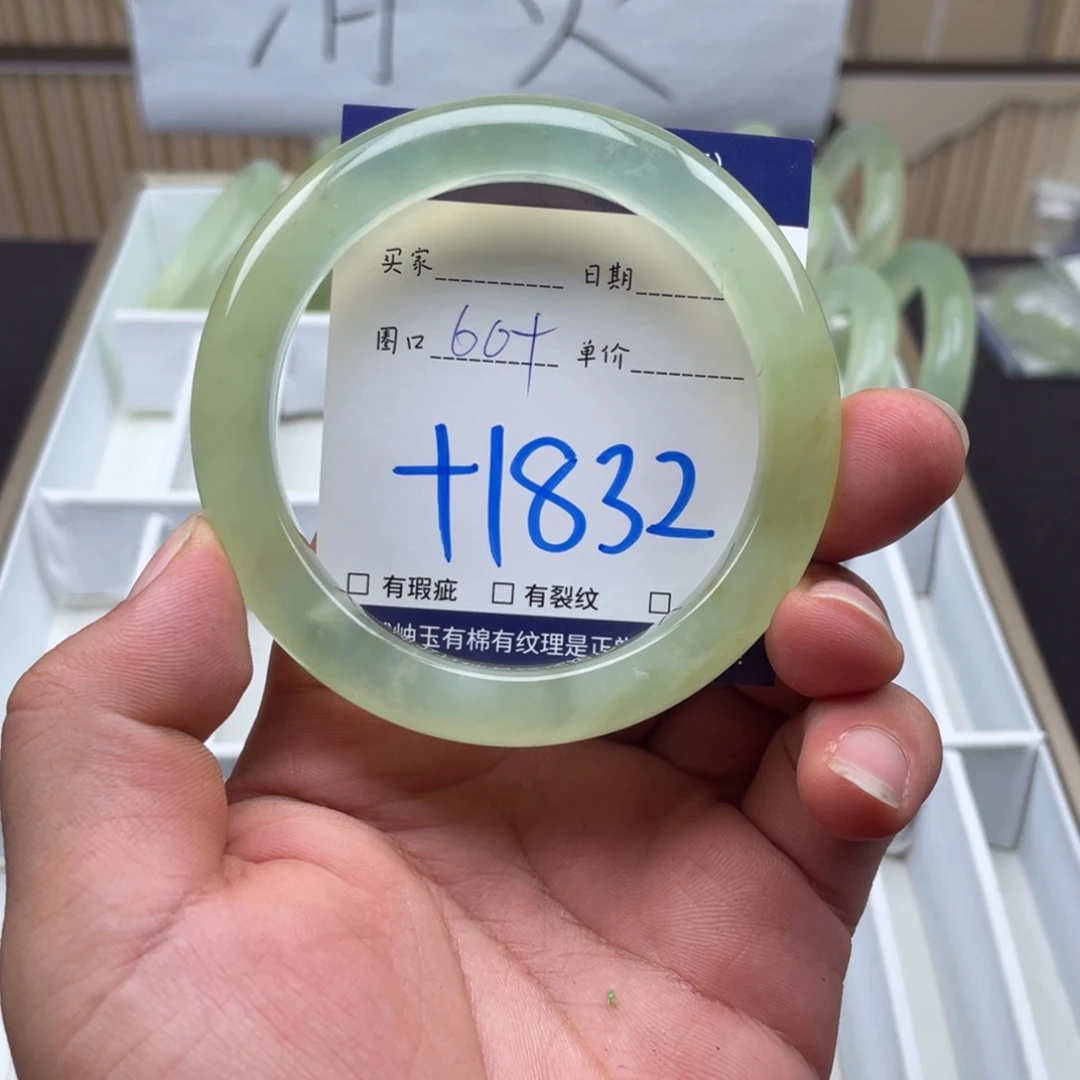 买家__________ 日期_______
圈口 60+ 单价_________
+1832
□ 有瑕疵 □ 有裂纹 □
岫玉有棉有纹理是正